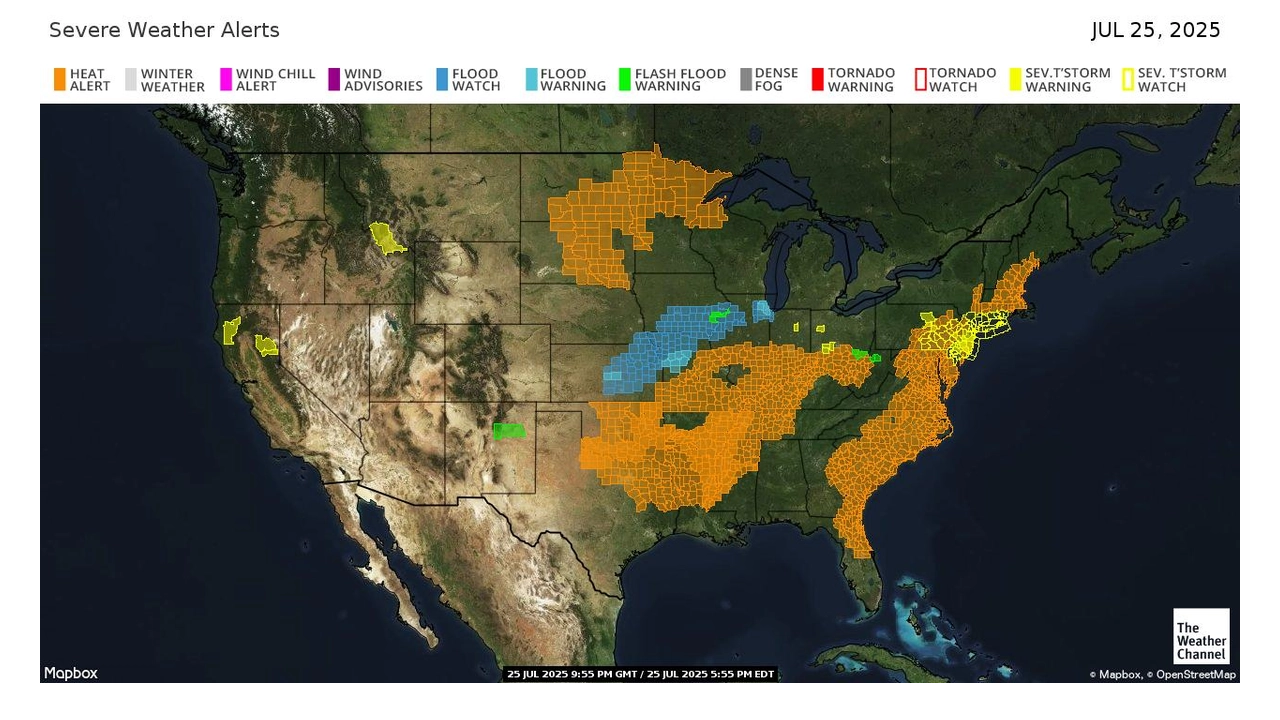 Severe Weather Alerts
JUL 25, 2025
HEAT
ALERT
WINTER
WEATHER
WIND CHILL
ALERT
WIND
ADVISORIES
FLOOD
WATCH
FLOOD
WARNING
FLASH FLOOD
WARNING
DENSE
FOG
TORNADO
WARNING
TORNADO
WATCH
SEV.T'STORM
WARNING
SEV. T'STORM
WATCH
The
Weather
Channel
Mapbox
25 JUL 2025 9:55 PM GMT / 25 JUL 2025 5:55 PM EDT
© Mapbox, © OpenStreetMap